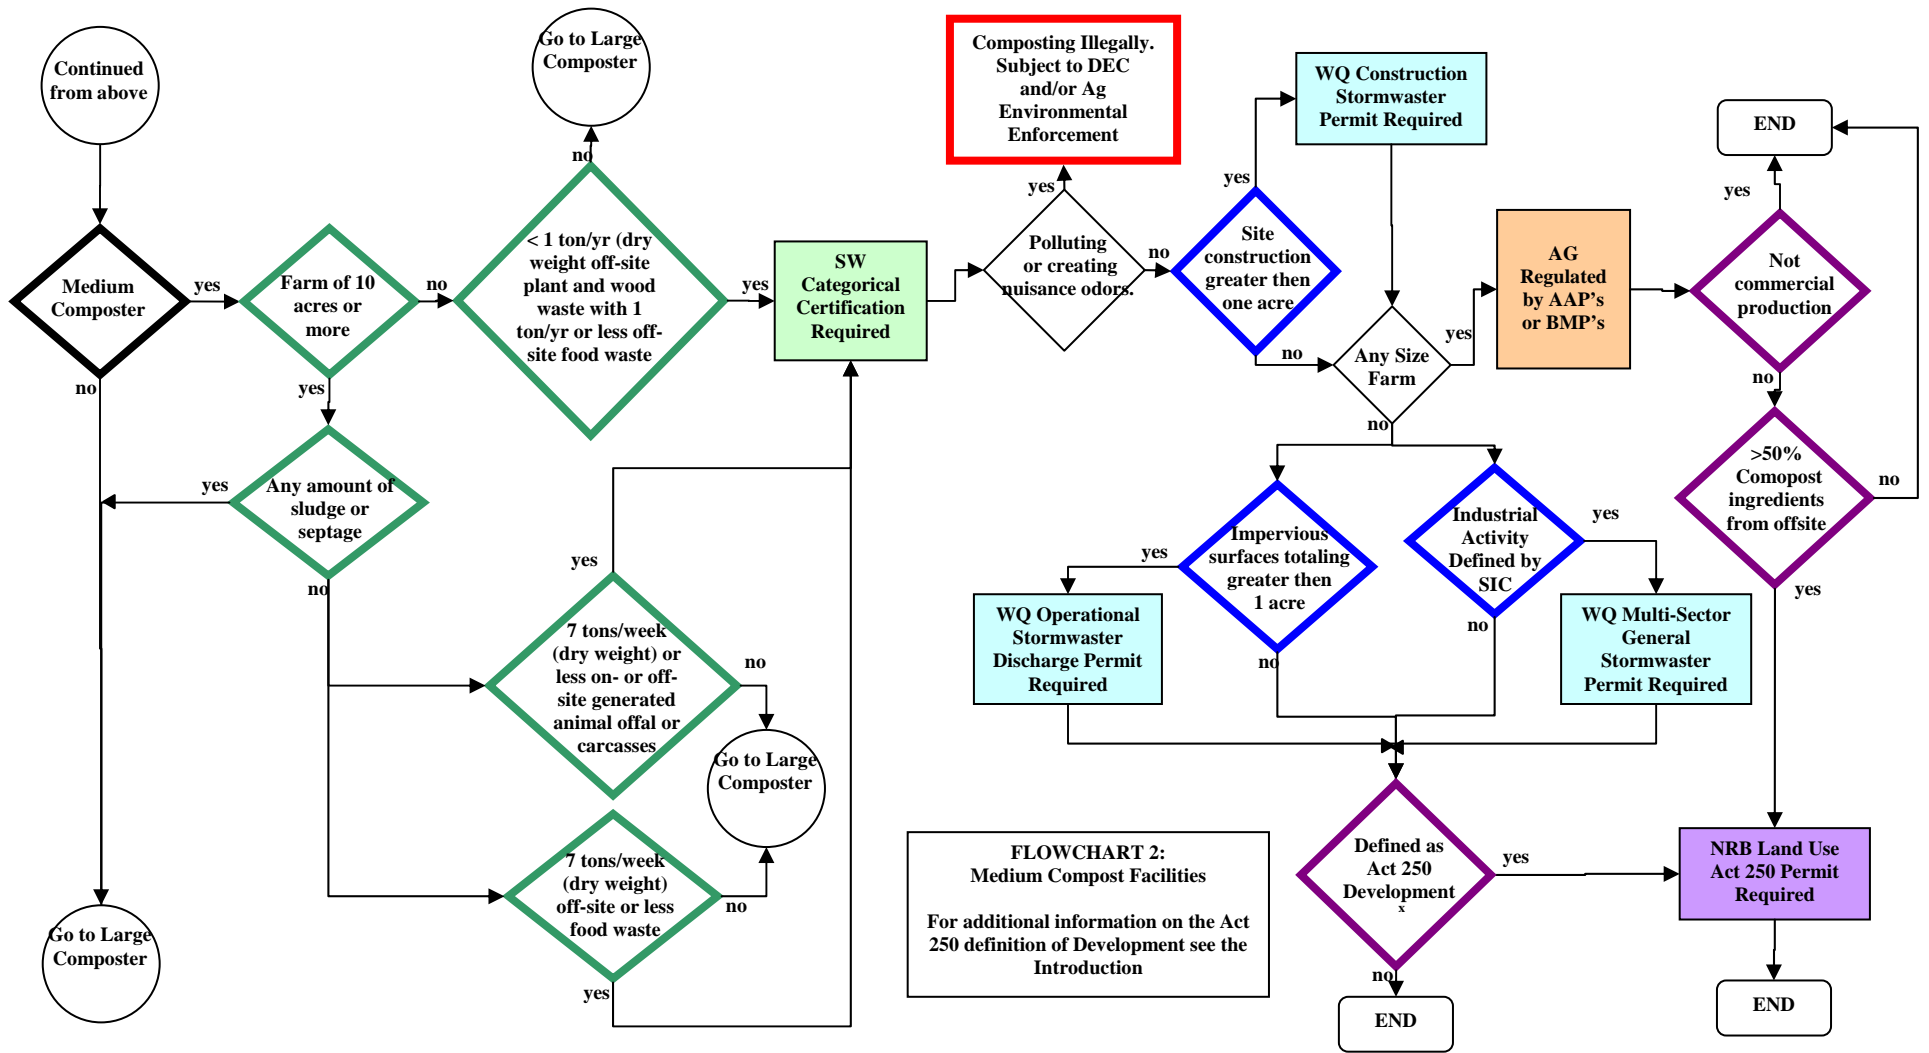 Continued
from above
Go to Large
Composter
Composting Illegally.
Subject to DEC
and/or Ag
Environmental
Enforcement
WQ Construction
Stormwaster
Permit Required
END
no
yes
yes
yes
Medium
Composter
yes
Farm of 10
acres or
more
no
< 1 ton/yr (dry
weight off-site
plant and wood
waste with 1
ton/yr or less off-
site food waste
yes
SW
Categorical
Certification
Required
Polluting
or creating
nuisance odors.
no
Site
construction
greater then
one acre
no
Any Size
Farm
yes
AG
Regulated
by AAP's
or BMP's
Not
commercial
production
no
no
yes
no
Any amount of
sludge or
septage
yes
no
>50%
Comopost
ingredients
from offsite
no
yes
yes
7 tons/week
(dry weight) or
less on- or off-
site generated
animal offal or
carcasses
no
Impervious
surfaces totaling
greater then
1 acre
yes
no
Industrial
Activity
Defined by
SIC
yes
no
WQ Operational
Stormwaster
Discharge Permit
Required
WQ Multi-Sector
General
Stormwaster
Permit Required
Go to Large
Composter
7 tons/week
(dry weight)
off-site or less
food waste
no
yes
Go to Large
Composter
FLOWCHART 2:
Medium Compost Facilities
For additional information on the Act
250 definition of Development see the
Introduction
Defined as
Act 250
Development
x
yes
no
NRB Land Use
Act 250 Permit
Required
END
END